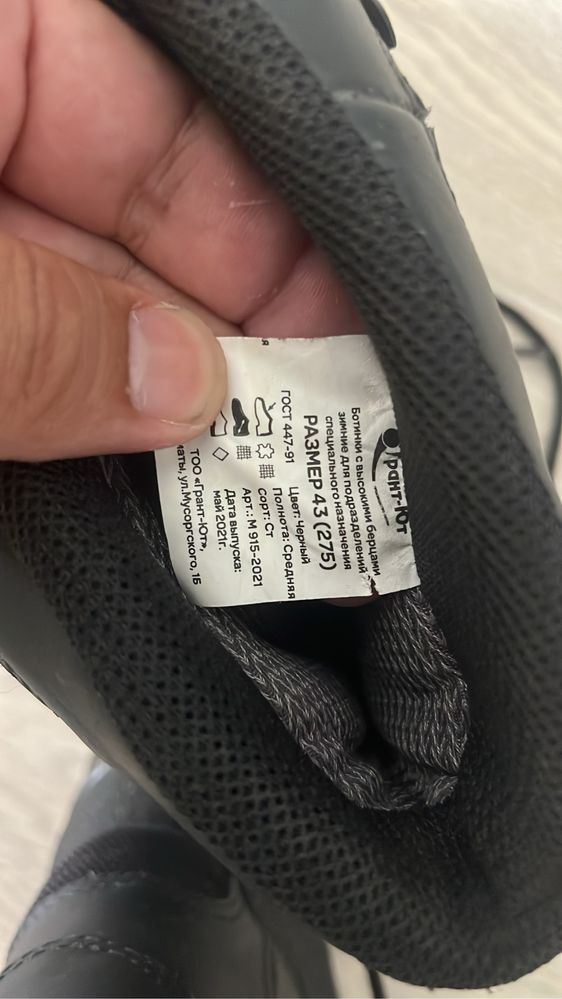 Грант-Ют
Ботинки с высокими берцами
зимние для подразделений
специального назначения
РАЗМЕР 43 (275)
ГОСТ 447-91
Цвет: Черный
Полнота: Средняя
сорт: Ст
Арт.: М 915-2021
Дата выпуска:
май 2021г.
ТОО «Грант-Ют»,
ул.Мусоргского, 1Б